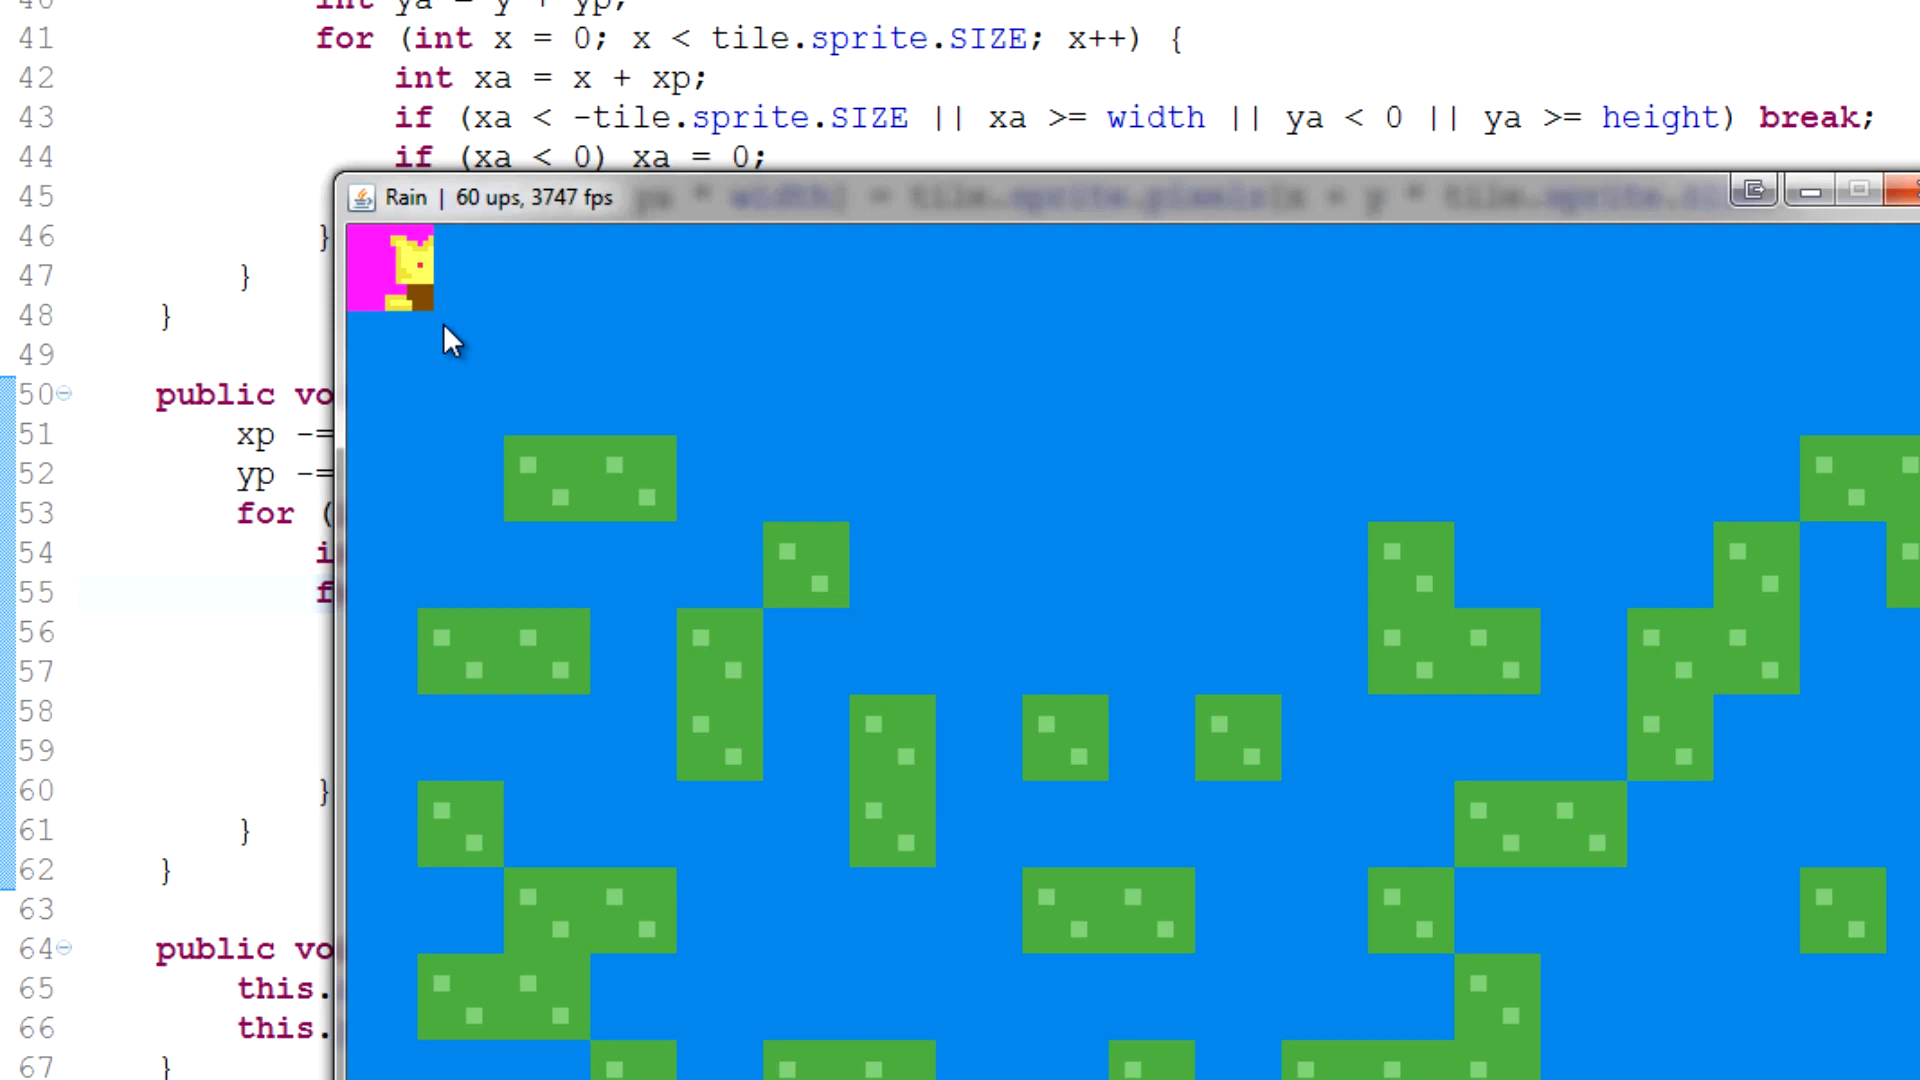 40 int ya = y + yp;
41 for (int x = 0; x < tile.sprite.SIZE; x++) {
42 int xa = x + xp;
43 if (xa < -tile.sprite.SIZE || xa >= width || ya < 0 || ya >= height) break;
44 if (xa < 0) xa = 0;
45
Rain | 60 ups, 3747 fps
46 }
47 }
48 }
49
50 public vo
51 xp -=
52 yp -=
53 for (
54 i
55 f
56
57
58
59
60 }
61 }
62 }
63
64 public vo
65 this.
66 this.
67 }